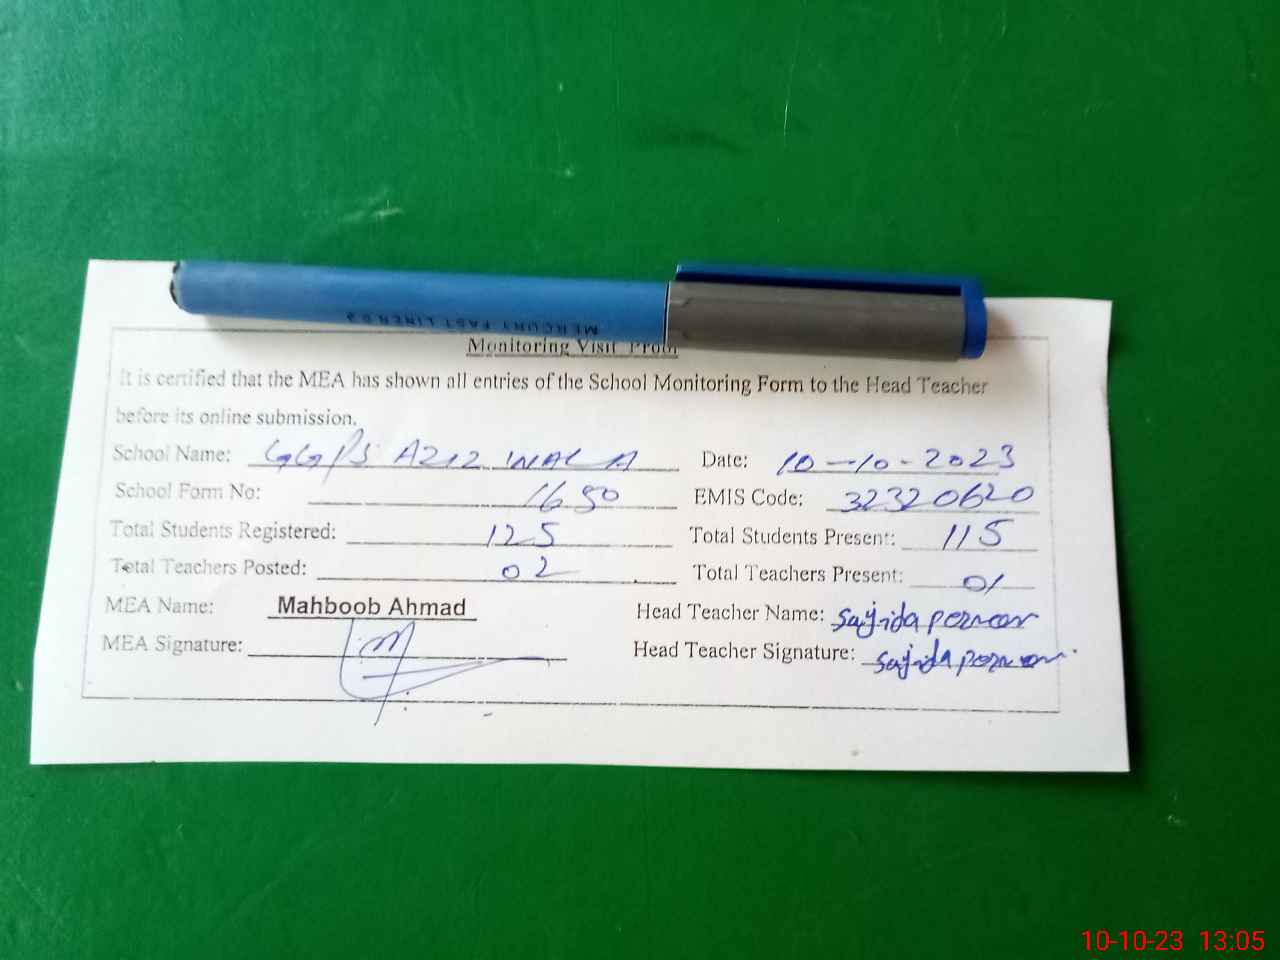 MERCURY FAST LINER 53
Monitoring Visit Proof
It is certified that the MEA has shown all entries of the School Monitoring Form to the Head Teacher
before its online submission.
School Name: GGPS AZIZ WALA Date: 10-10-2023
School Form No: 1650 EMIS Code: 32320620
Total Students Registered: 125 Total Students Present: 115
Total Teachers Posted: 02 Total Teachers Present: 01
MEA Name: Mahboob Ahmad Head Teacher Name: Sajida perveen
MEA Signature: Head Teacher Signature: Sajida perveen
10-10-23 13:05